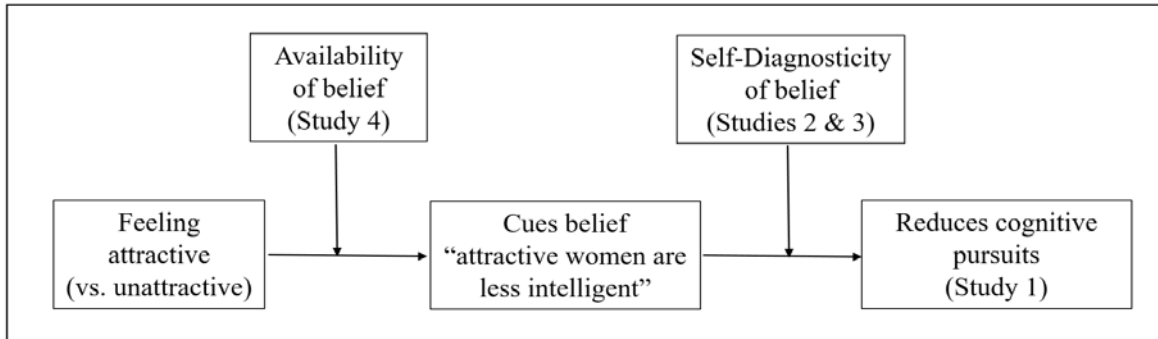 Availability
of belief
(Study 4)
Self-Diagnosticity
of belief
(Studies 2 & 3)
Feeling
attractive
(vs. unattractive)
Cues belief
“attractive women are
less intelligent”
Reduces cognitive
pursuits
(Study 1)